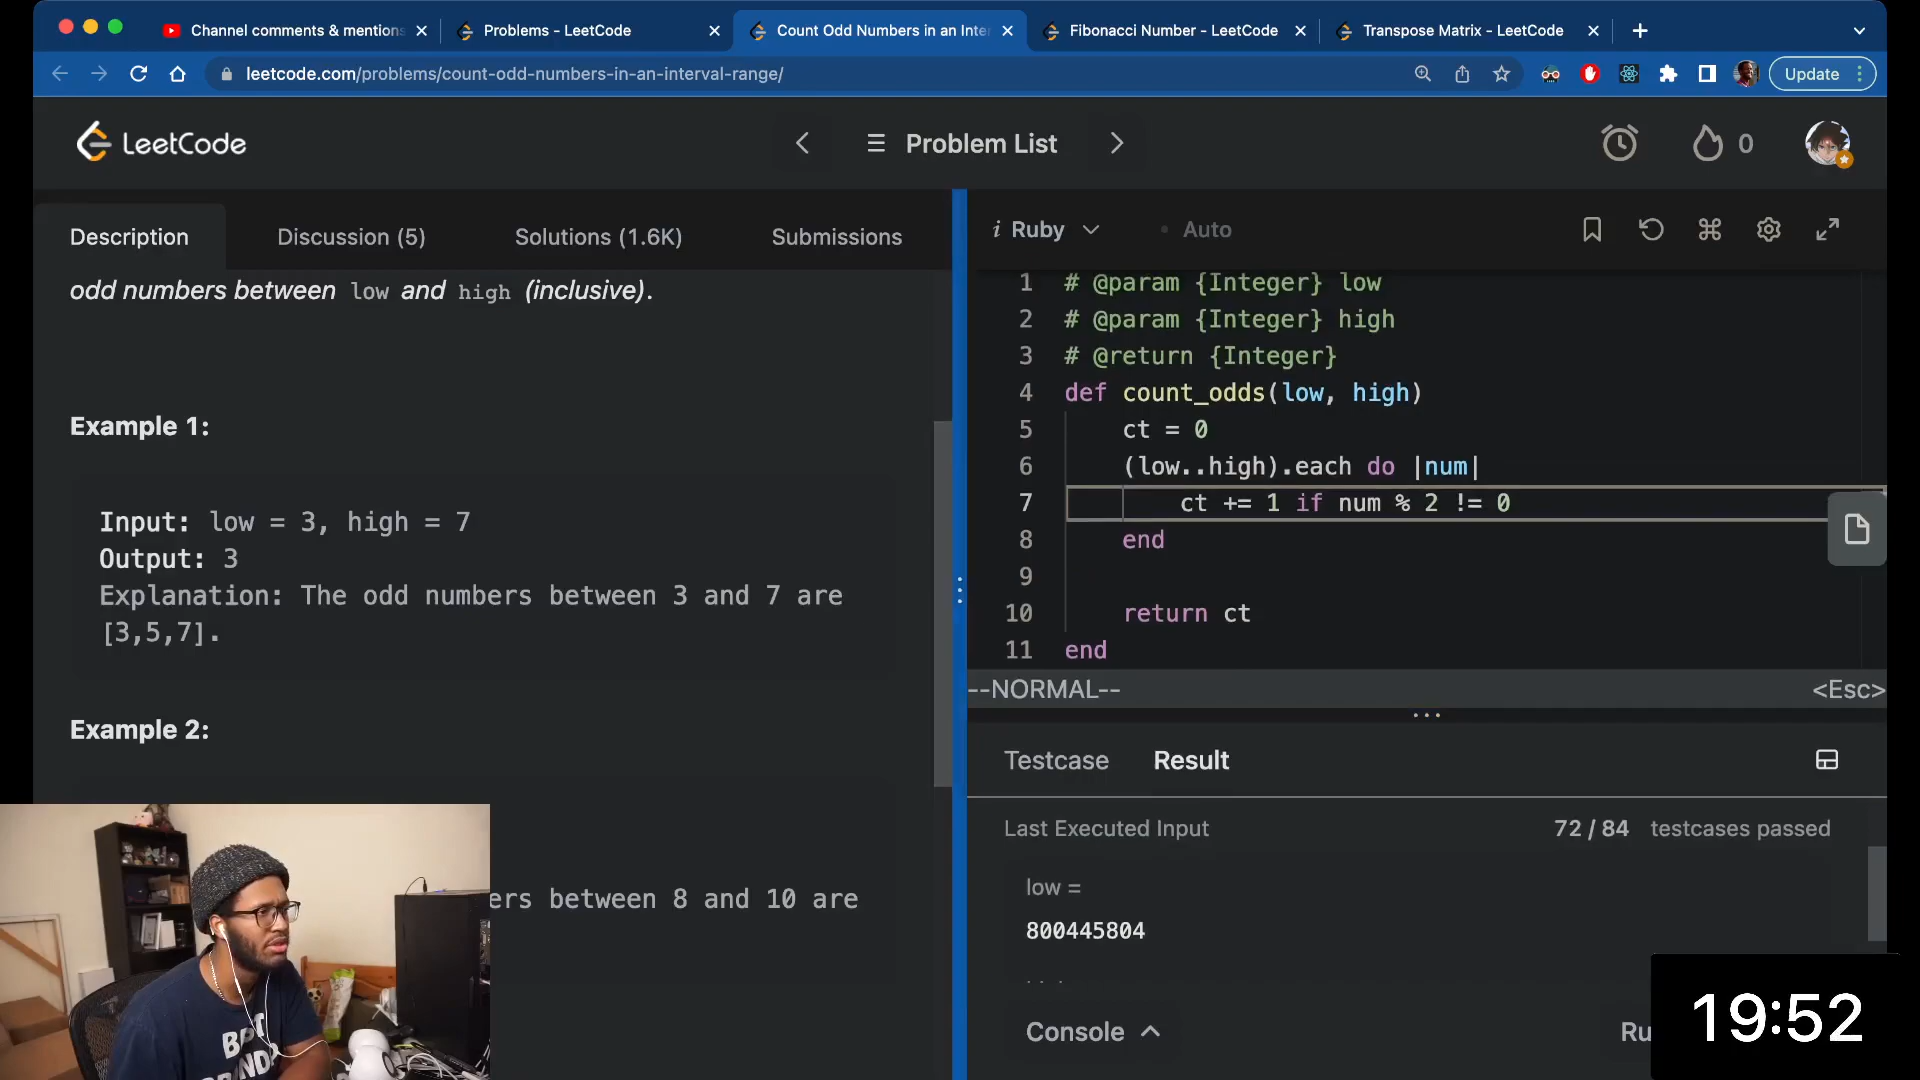 Channel comments & mentions
Problems - LeetCode
Count Odd Numbers in an Inte
Fibonacci Number - LeetCode
Transpose Matrix - LeetCode
leetcode.com/problems/count-odd-numbers-in-an-interval-range/
Update
LeetCode
Problem List
0
Description
Discussion (5)
Solutions (1.6K)
Submissions
i Ruby
• Auto
odd numbers between low and high (inclusive).
Example 1:
Input: low = 3, high = 7
Output: 3
Explanation: The odd numbers between 3 and 7 are
[3,5,7].
Example 2:
ers between 8 and 10 are
1 # @param {Integer} low
2 # @param {Integer} high
3 # @return {Integer}
4 def count_odds(low, high)
5 ct = 0
6 (low..high).each do |num|
7 ct += 1 if num % 2 != 0
8 end
9
10 return ct
11 end
--NORMAL--
<Esc>
Testcase
Result
Last Executed Input
72 / 84 testcases passed
low =
800445804
Console
Ru
19:52